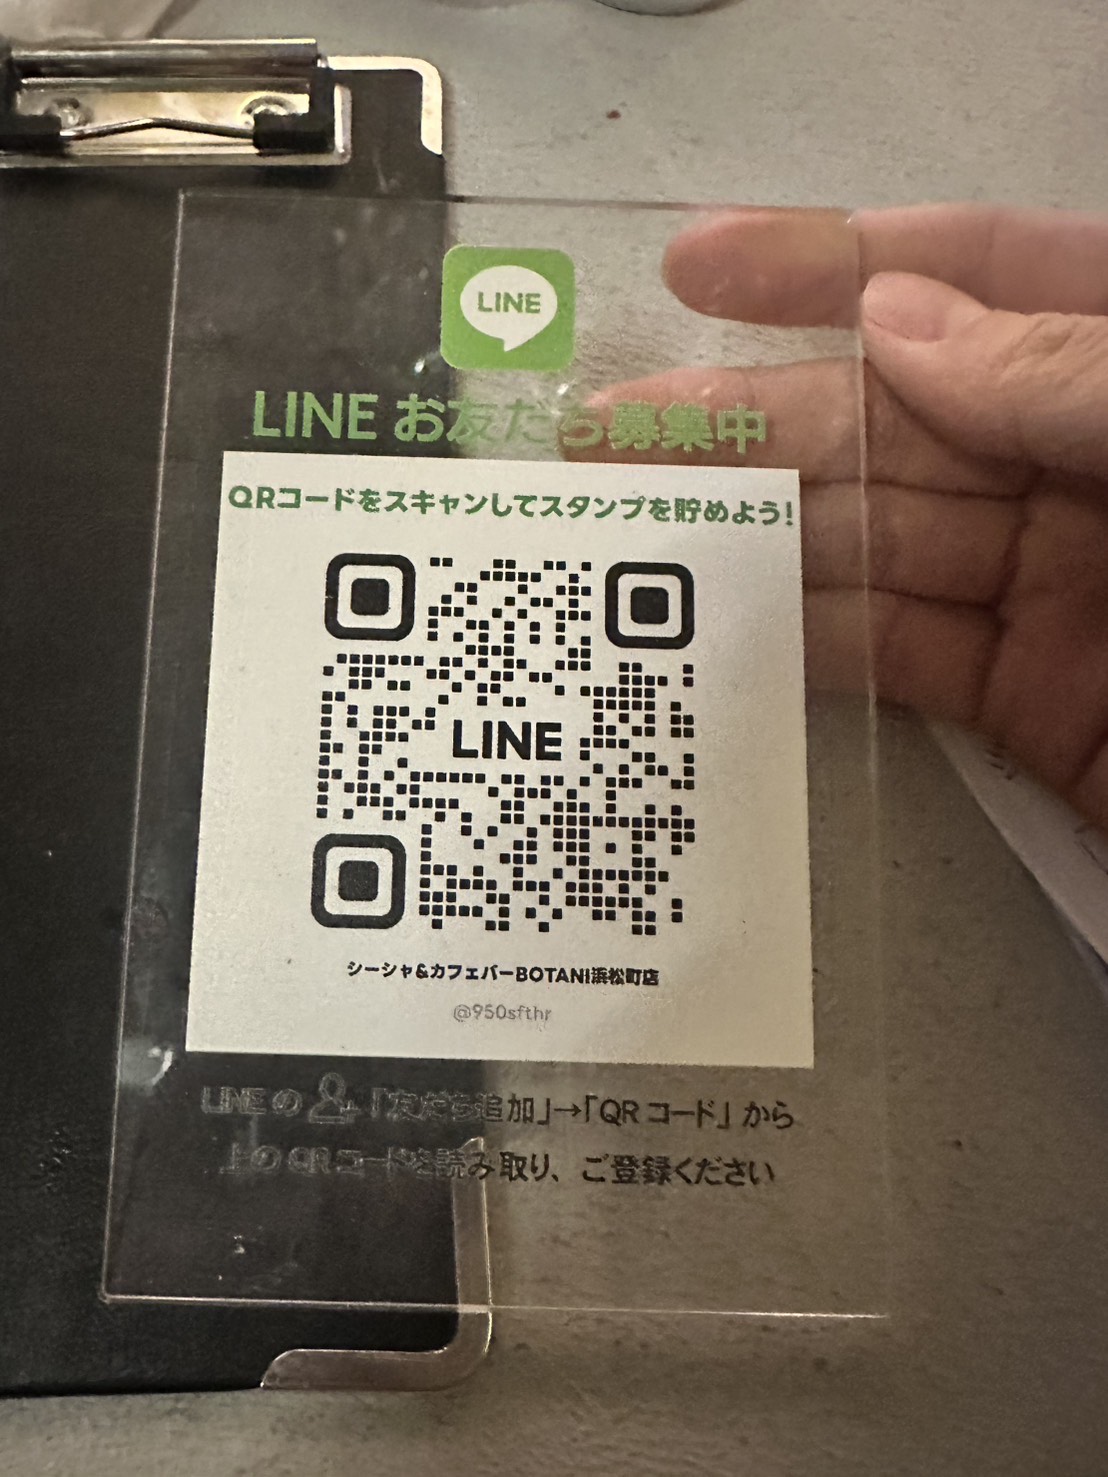 LINE
LINE お友だち募集中
QRコードをスキャンしてスタンプを貯めよう!
LINE
シーシャ&カフェバーBOTANI浜松町店
@950sfthr
LINEの「友だち追加」→「QRコード」から
上のQRコードを読み取り、ご登録ください